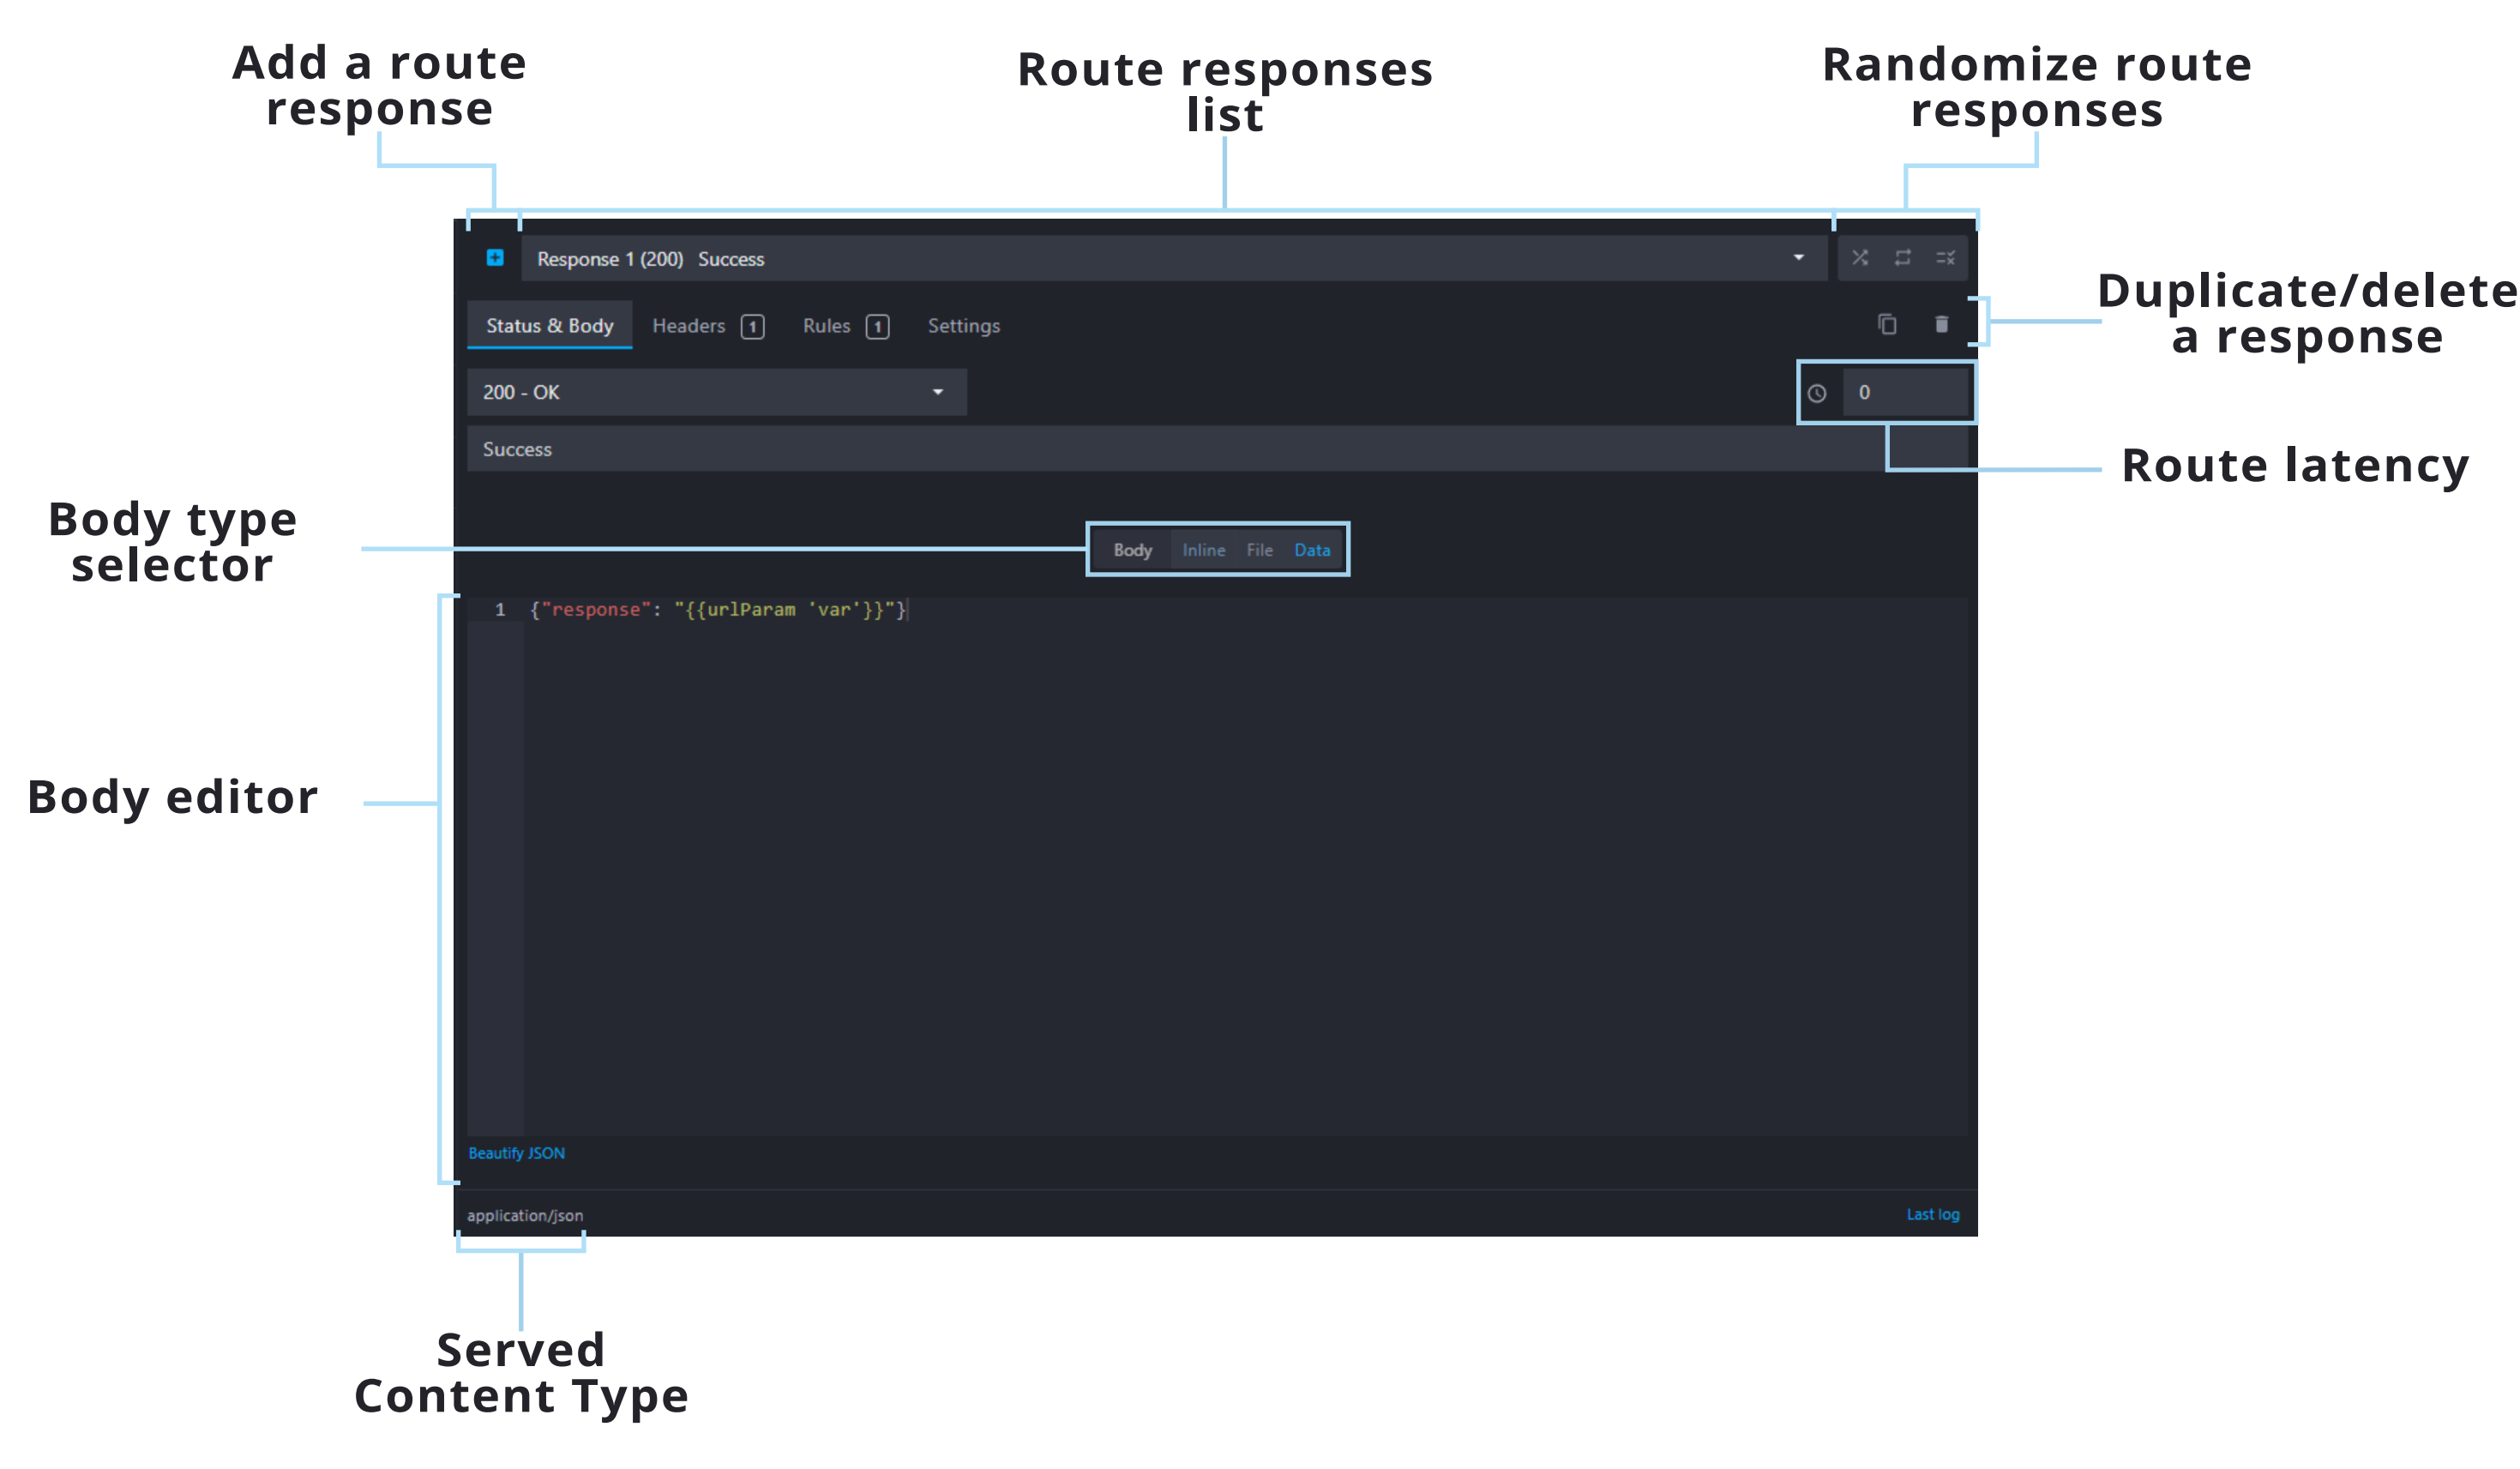 Add a route
response
Route responses
list
Randomize route
responses
Response 1 (200) Success
Status & Body Headers 1 Rules 1 Settings
Duplicate/delete
a response
200 - OK
0
Success
Route latency
Body type
selector
Body Inline File Data
1 {"response": "{{urlParam 'var'}}"}
Body editor
Beautify JSON
application/json
Last log
Served
Content Type